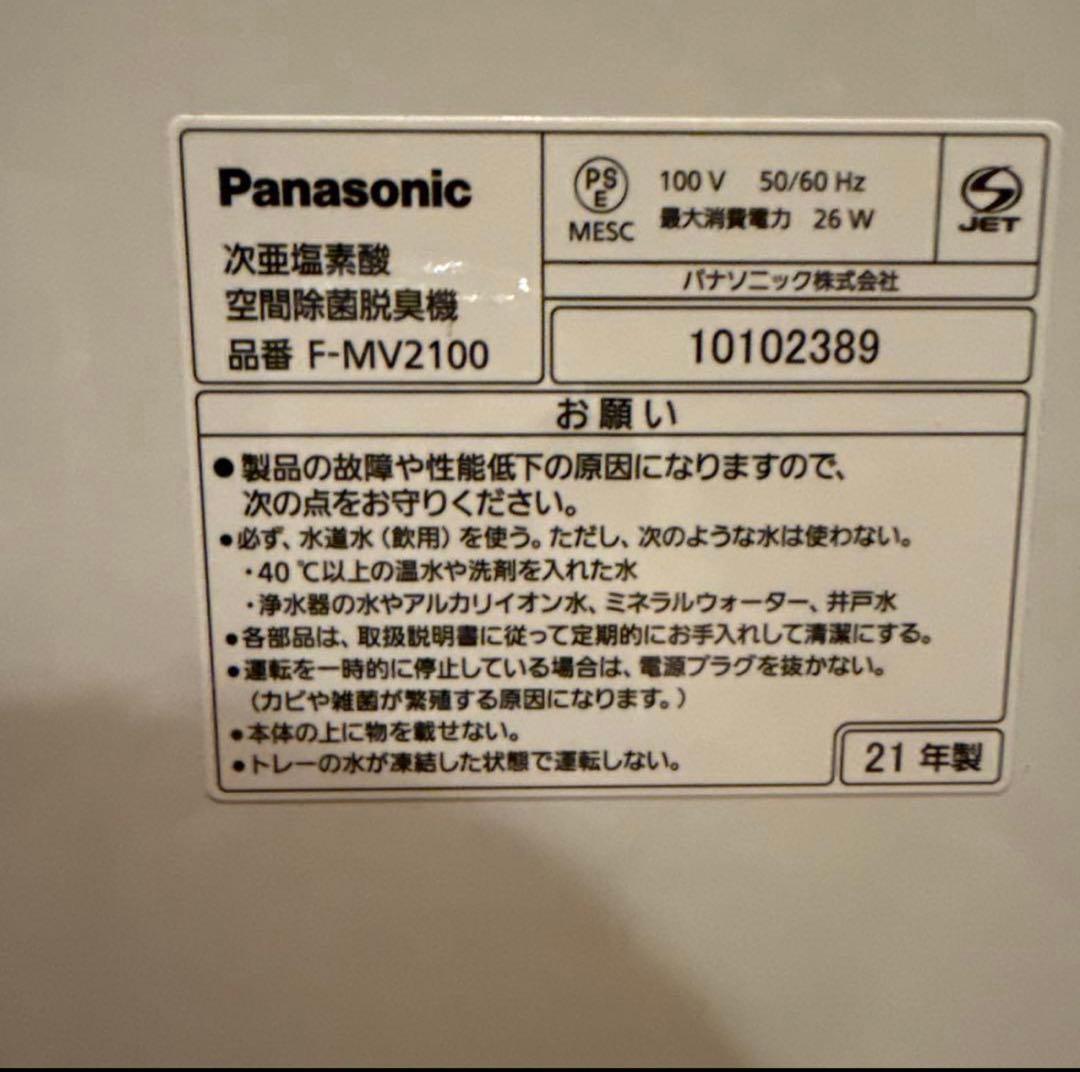 Panasonic
次亜塩素酸
空間除菌脱臭機
品番 F-MV2100
PS
E
MESC
100 V 50/60 Hz
最大消費電力 26 W
JET
パナソニック株式会社
10102389
お願い
●製品の故障や性能低下の原因になりますので、
次の点をお守りください。
●必ず、水道水（飲用）を使う。ただし、次のような水は使わない。
・40 ℃以上の温水や洗剤を入れた水
・浄水器の水やアルカリイオン水、ミネラルウォーター、井戸水
●各部品は、取扱説明書に従って定期的にお手入れして清潔にする。
●運転を一時的に停止している場合は、電源プラグを抜かない。
（カビや雑菌が繁殖する原因になります。）
●本体の上に物を載せない。
●トレーの水が凍結した状態で運転しない。
21 年製